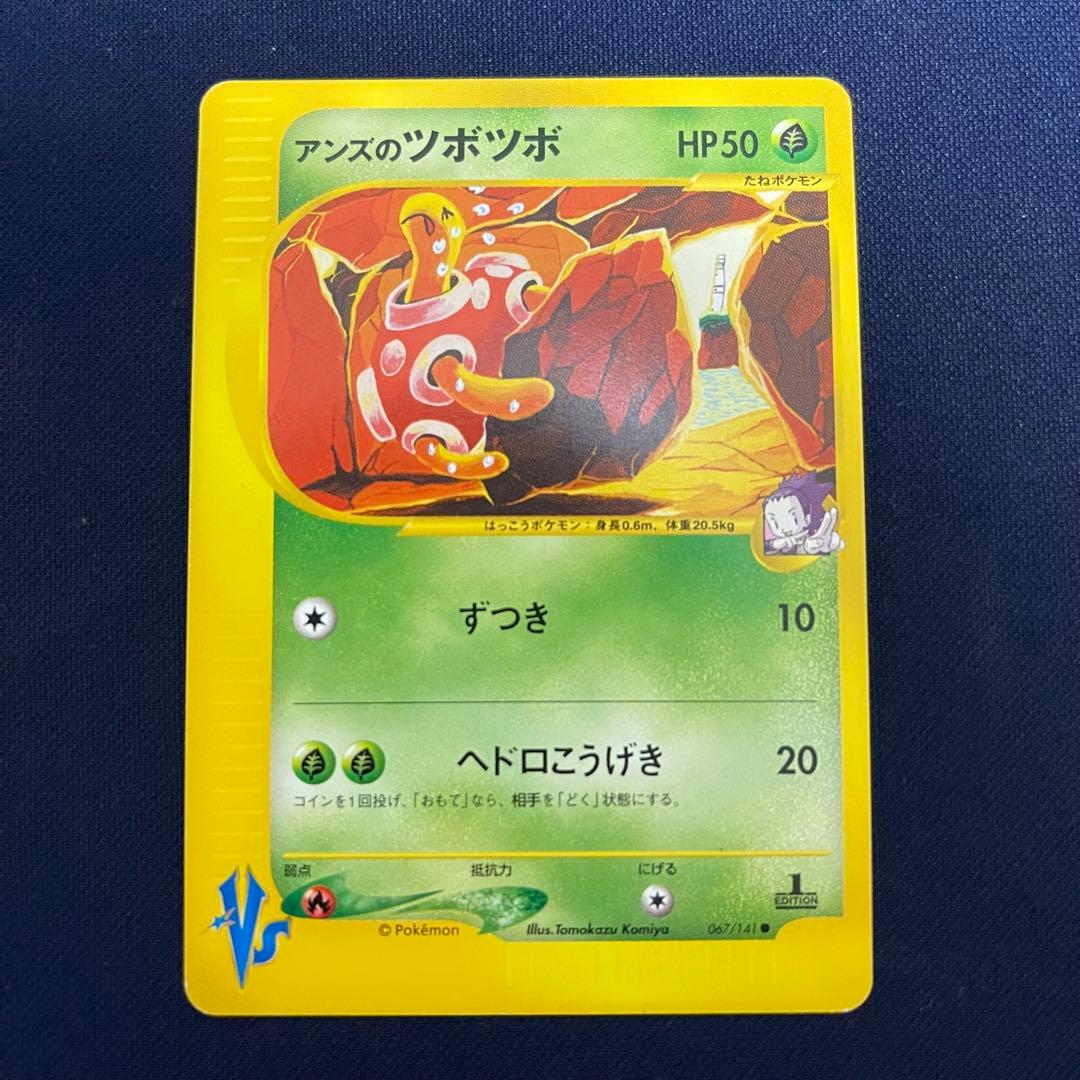 アンズのツボツボ HP50
たねポケモン
はっこうポケモン：身長0.6m、体重20.5kg
ずつき 10
ヘドロこうげき 20
コインを1回投げ、「おもて」なら、相手を「どく」状態にする。
弱点 抵抗力 にげる
1
EDITION
VS
© Pokémon Illus.Tomokazu Komiya 067/141